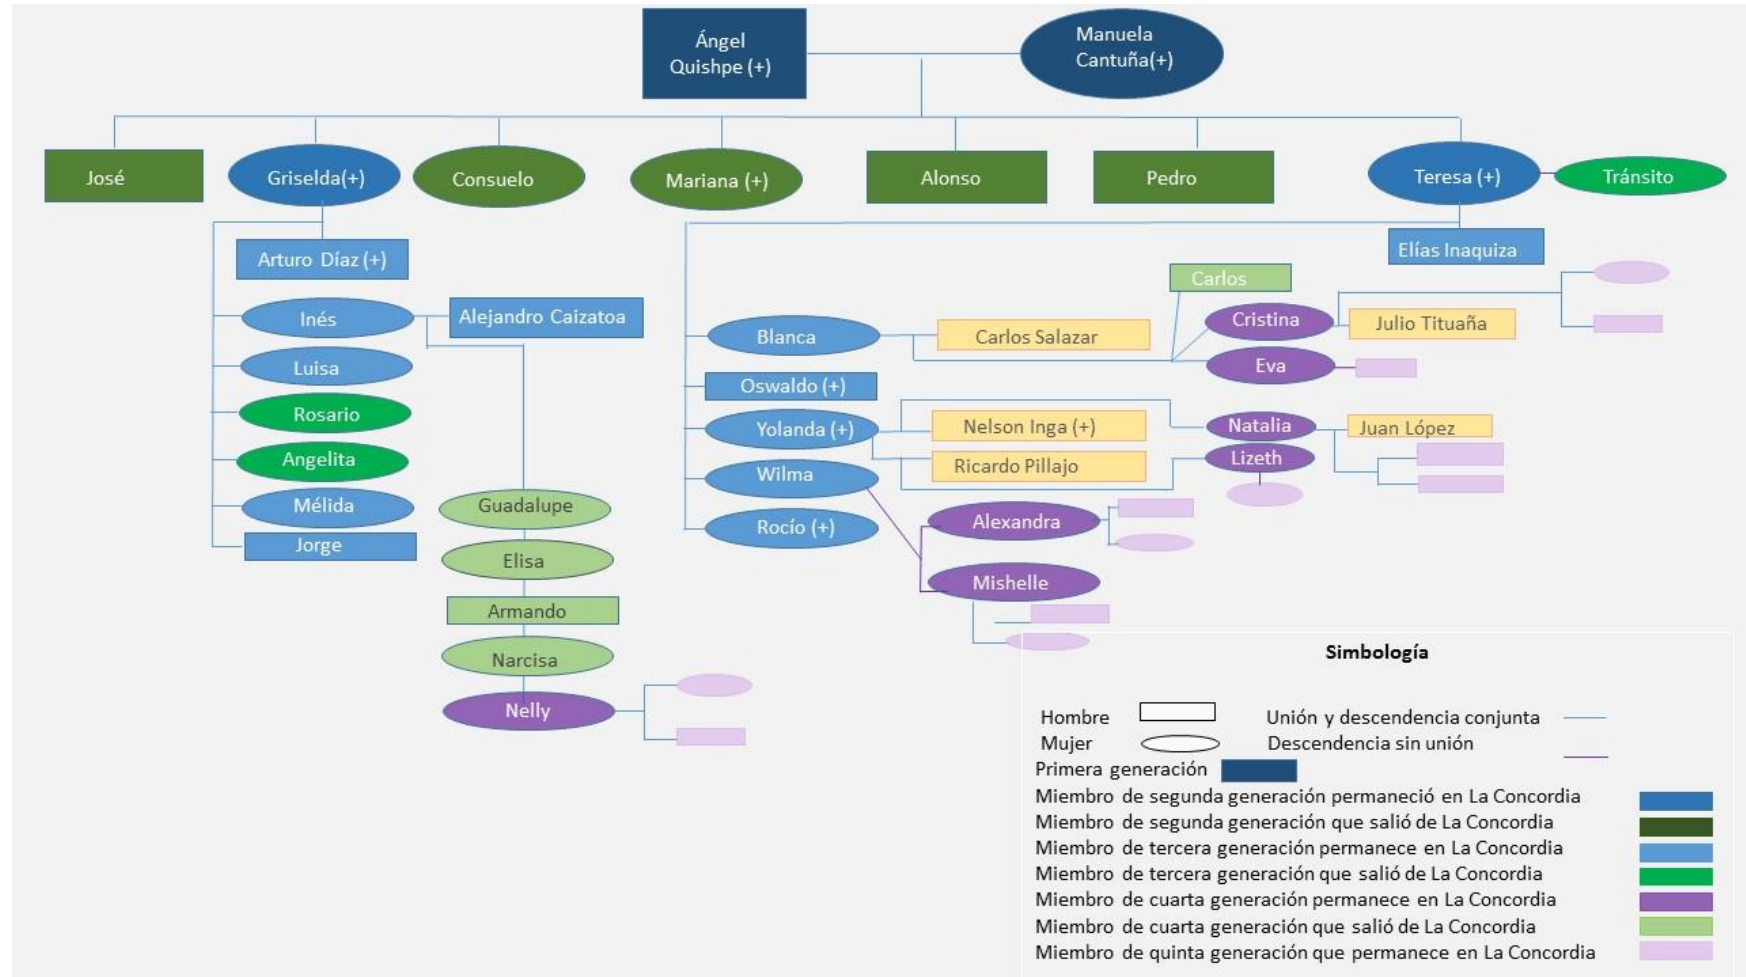 Ángel
Quishpe (+)
Manuela
Cantuña(+)
José
Griselda(+)
Consuelo
Mariana (+)
Alonso
Pedro
Teresa (+)
Tránsito
Arturo Díaz (+)
Elías Inaquiza
Inés
Alejandro Caizatoa
Luisa
Rosario
Angelita
Mélida
Jorge
Guadalupe
Elisa
Armando
Narcisa
Nelly
Blanca
Carlos Salazar
Carlos
Cristina
Julio Tituaña
Eva
Oswaldo (+)
Yolanda (+)
Nelson Inga (+)
Natalia
Juan López
Ricardo Pillajo
Lizeth
Wilma
Rocío (+)
Alexandra
Mishelle
Simbología
Hombre
Unión y descendencia conjunta
Mujer
Descendencia sin unión
Primera generación
Miembro de segunda generación permaneció en La Concordia
Miembro de segunda generación que salió de La Concordia
Miembro de tercera generación permanece en La Concordia
Miembro de tercera generación que salió de La Concordia
Miembro de cuarta generación permanece en La Concordia
Miembro de cuarta generación que salió de La Concordia
Miembro de quinta generación que permanece en La Concordia